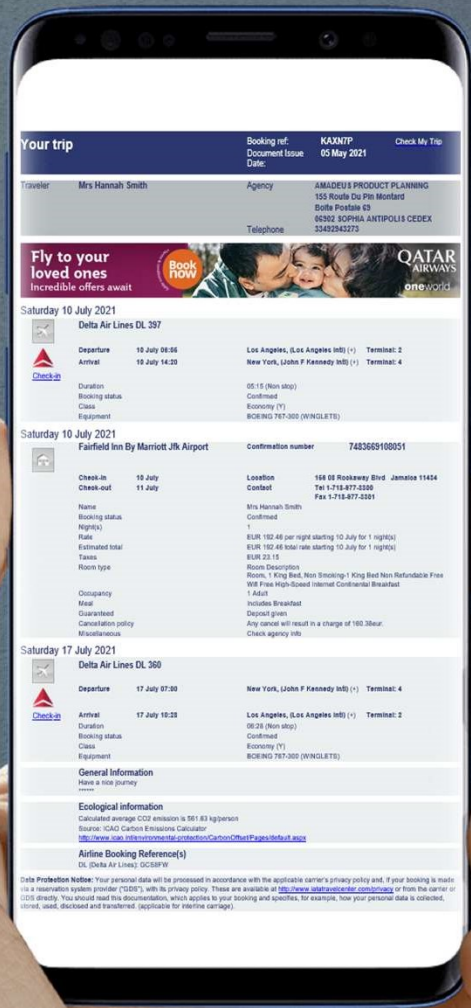 Your trip
Booking ref: KAXN7P Check My Trip
Document Issue Date: 05 May 2021
Traveler Mrs Hannah Smith Agency AMADEUS PRODUCT PLANNING
155 Route Du Pin Montard
Boite Postale 69
06902 SOPHIA ANTIPOLIS CEDEX
Telephone 33492943273
Fly to your
loved ones
Incredible offers await
Book now
QATAR
AIRWAYS
oneworld
Saturday 10 July 2021
Delta Air Lines DL 397
Departure 10 July 06:05 Los Angeles, (Los Angeles Intl) (+) Terminal: 2
Arrival 10 July 14:20 New York, (John F Kennedy Intl) (+) Terminal: 4
Check-in
Duration 05:15 (Non stop)
Booking status Confirmed
Class Economy (Y)
Equipment BOEING 767-300 (WINGLETS)
Saturday 10 July 2021
Fairfield Inn By Marriott Jfk Airport Confirmation number 7483669108051
Check-in 10 July Location 156 08 Rookaway Blvd Jamaica 11434
Check-out 11 July Contact Tel 1-718-977-3300
Fax 1-718-977-3301
Name Mrs Hannah Smith
Booking status Confirmed
Night(s) 1
Rate EUR 192.46 per night starting 10 July for 1 night(s)
Estimated total EUR 192.46 total rate starting 10 July for 1 night(s)
Taxes EUR 23.15
Room type Room Description
Room, 1 King Bed, Non Smoking-1 King Bed Non Refundable Free
Wifi Free High-Speed Internet Continental Breakfast
Occupancy 1 Adult
Meal Includes Breakfast
Guaranteed Deposit given
Cancellation policy Any cancel will result in a charge of 160.38eur.
Miscellaneous Check agency info
Saturday 17 July 2021
Delta Air Lines DL 360
Departure 17 July 07:00 New York, (John F Kennedy Intl) (+) Terminal: 4
Check-in
Arrival 17 July 10:28 Los Angeles, (Los Angeles Intl) (+) Terminal: 2
Duration 06:28 (Non stop)
Booking status Confirmed
Class Economy (Y)
Equipment BOEING 767-300 (WINGLETS)
General Information
Have a nice journey
******
Ecological information
Calculated average CO2 emission is 561.63 kg/person
Source: ICAO Carbon Emissions Calculator
http://www.icao.int/environmental-protection/CarbonOffset/Pages/default.aspx
Airline Booking Reference(s)
DL (Delta Air Lines): GCS8FW
Data Protection Notice: Your personal data will be processed in accordance with the applicable carrier's privacy policy and, if your booking is made
via a reservation system provider ("GDS"), with its privacy policy. These are available at http://www.iatatravelcenter.com/privacy or from the carrier or
GDS directly. You should read this documentation, which applies to your booking and specifies, for example, how your personal data is collected,
stored, used, disclosed and transferred. (applicable for interline carriage).